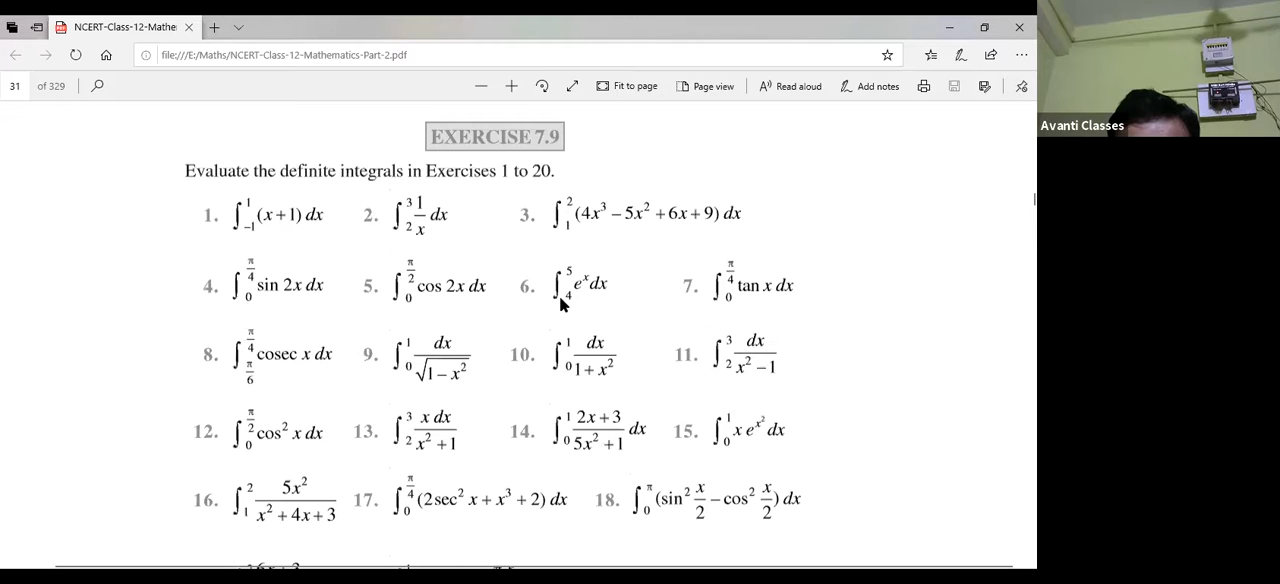 NCERT-Class-12-Mathe
file:///E:/Maths/NCERT-Class-12-Mathematics-Part-2.pdf
31 of 329 Fit to page Page view Read aloud Add notes
Avanti Classes
EXERCISE 7.9
Evaluate the definite integrals in Exercises 1 to 20.
1. ∫_{-1}^{1} (x+1) dx 2. ∫_{2}^{3} 1/x dx 3. ∫_{1}^{2} (4x³ – 5x² + 6x + 9) dx
4. ∫_{0}^{π/4} sin 2x dx 5. ∫_{0}^{π/2} cos 2x dx 6. ∫_{4}^{5} eˣ dx 7. ∫_{0}^{π/4} tan x dx
8. ∫_{π/6}^{π/4} cosec x dx 9. ∫_{0}^{1} dx/√(1 – x²) 10. ∫_{0}^{1} dx/(1 + x²) 11. ∫_{2}^{3} dx/(x² – 1)
12. ∫_{0}^{π/2} cos² x dx 13. ∫_{2}^{3} x dx/(x² + 1) 14. ∫_{0}^{1} (2x + 3)/(5x² + 1) dx 15. ∫_{0}^{1} x e^{x²} dx
16. ∫_{1}^{2} 5x²/(x² + 4x + 3) 17. ∫_{0}^{π/4} (2 sec² x + x³ + 2) dx 18. ∫_{0}^{π} (sin² x/2 – cos² x/2) dx